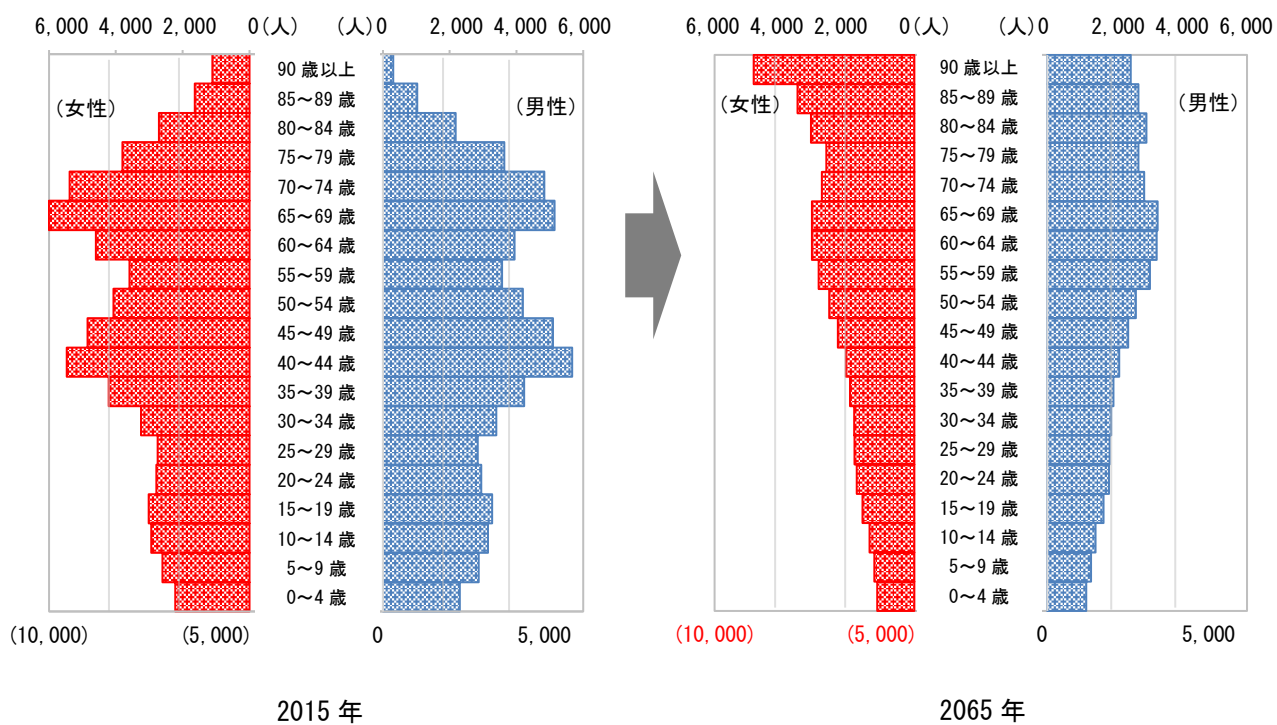 6,000 4,000 2,000 0(人) (人) 0 2,000 4,000 6,000
90 歳以上
85～89 歳
80～84 歳
75～79 歳
70～74 歳
65～69 歳
60～64 歳
55～59 歳
50～54 歳
45～49 歳
40～44 歳
35～39 歳
30～34 歳
25～29 歳
20～24 歳
15～19 歳
10～14 歳
5～9 歳
0～4 歳
(女性)
(男性)
(10,000) (5,000) 0 5,000
2015 年
6,000 4,000 2,000 0(人) (人) 0 2,000 4,000 6,000
90 歳以上
85～89 歳
80～84 歳
75～79 歳
70～74 歳
65～69 歳
60～64 歳
55～59 歳
50～54 歳
45～49 歳
40～44 歳
35～39 歳
30～34 歳
25～29 歳
20～24 歳
15～19 歳
10～14 歳
5～9 歳
0～4 歳
(女性)
(男性)
(10,000) (5,000) 0 5,000
2065 年